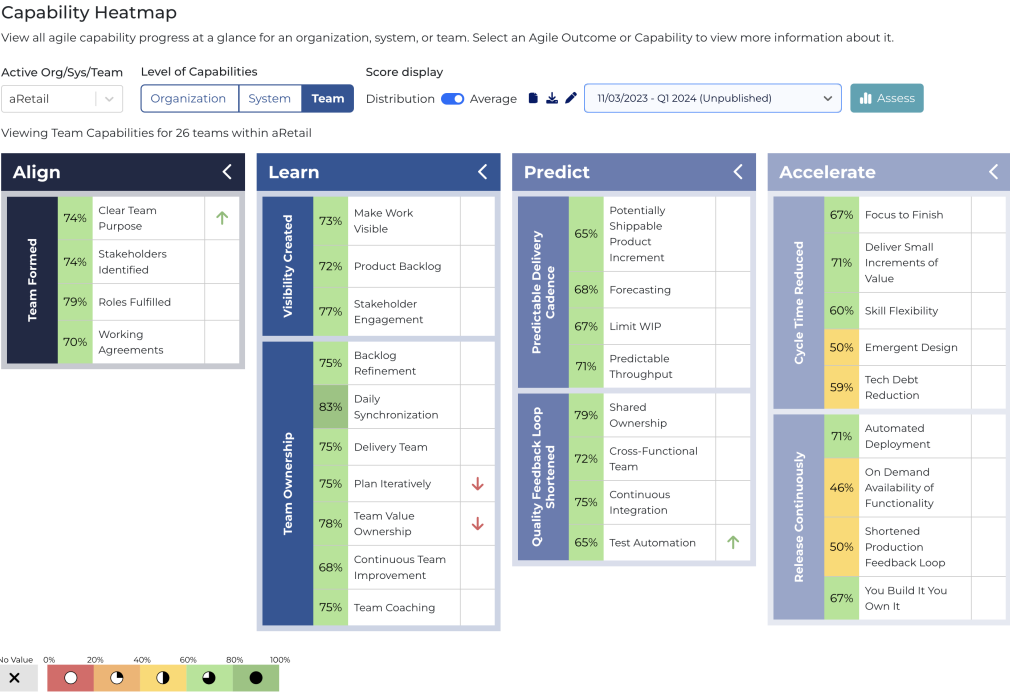 Capability Heatmap
View all agile capability progress at a glance for an organization, system, or team. Select an Agile Outcome or Capability to view more information about it.
Active Org/Sys/Team
Level of Capabilities
Score display
aRetail
Organization
System
Team
Distribution
Average
11/03/2023 - Q1 2024 (Unpublished)
Assess
Viewing Team Capabilities for 26 teams within aRetail
Align
Team Formed
74%
Clear Team
Purpose
74%
Stakeholders
Identified
79%
Roles Fulfilled
70%
Working
Agreements
Learn
Visibility Created
73%
Make Work
Visible
72%
Product Backlog
77%
Stakeholder
Engagement
Team Ownership
75%
Backlog
Refinement
83%
Daily
Synchronization
75%
Delivery Team
75%
Plan Iteratively
78%
Team Value
Ownership
68%
Continuous Team
Improvement
75%
Team Coaching
Predict
Predictable Delivery
Cadence
65%
Potentially
Shippable
Product
Increment
68%
Forecasting
67%
Limit WIP
71%
Predictable
Throughput
Quality Feedback Loop
Shortened
79%
Shared
Ownership
72%
Cross-Functional
Team
75%
Continuous
Integration
65%
Test Automation
Accelerate
Cycle Time Reduced
67%
Focus to Finish
71%
Deliver Small
Increments of
Value
60%
Skill Flexibility
50%
Emergent Design
59%
Tech Debt
Reduction
Release Continuously
71%
Automated
Deployment
46%
On Demand
Availability of
Functionality
50%
Shortened
Production
Feedback Loop
67%
You Build It You
Own It
No Value
0%
20%
40%
60%
80%
100%